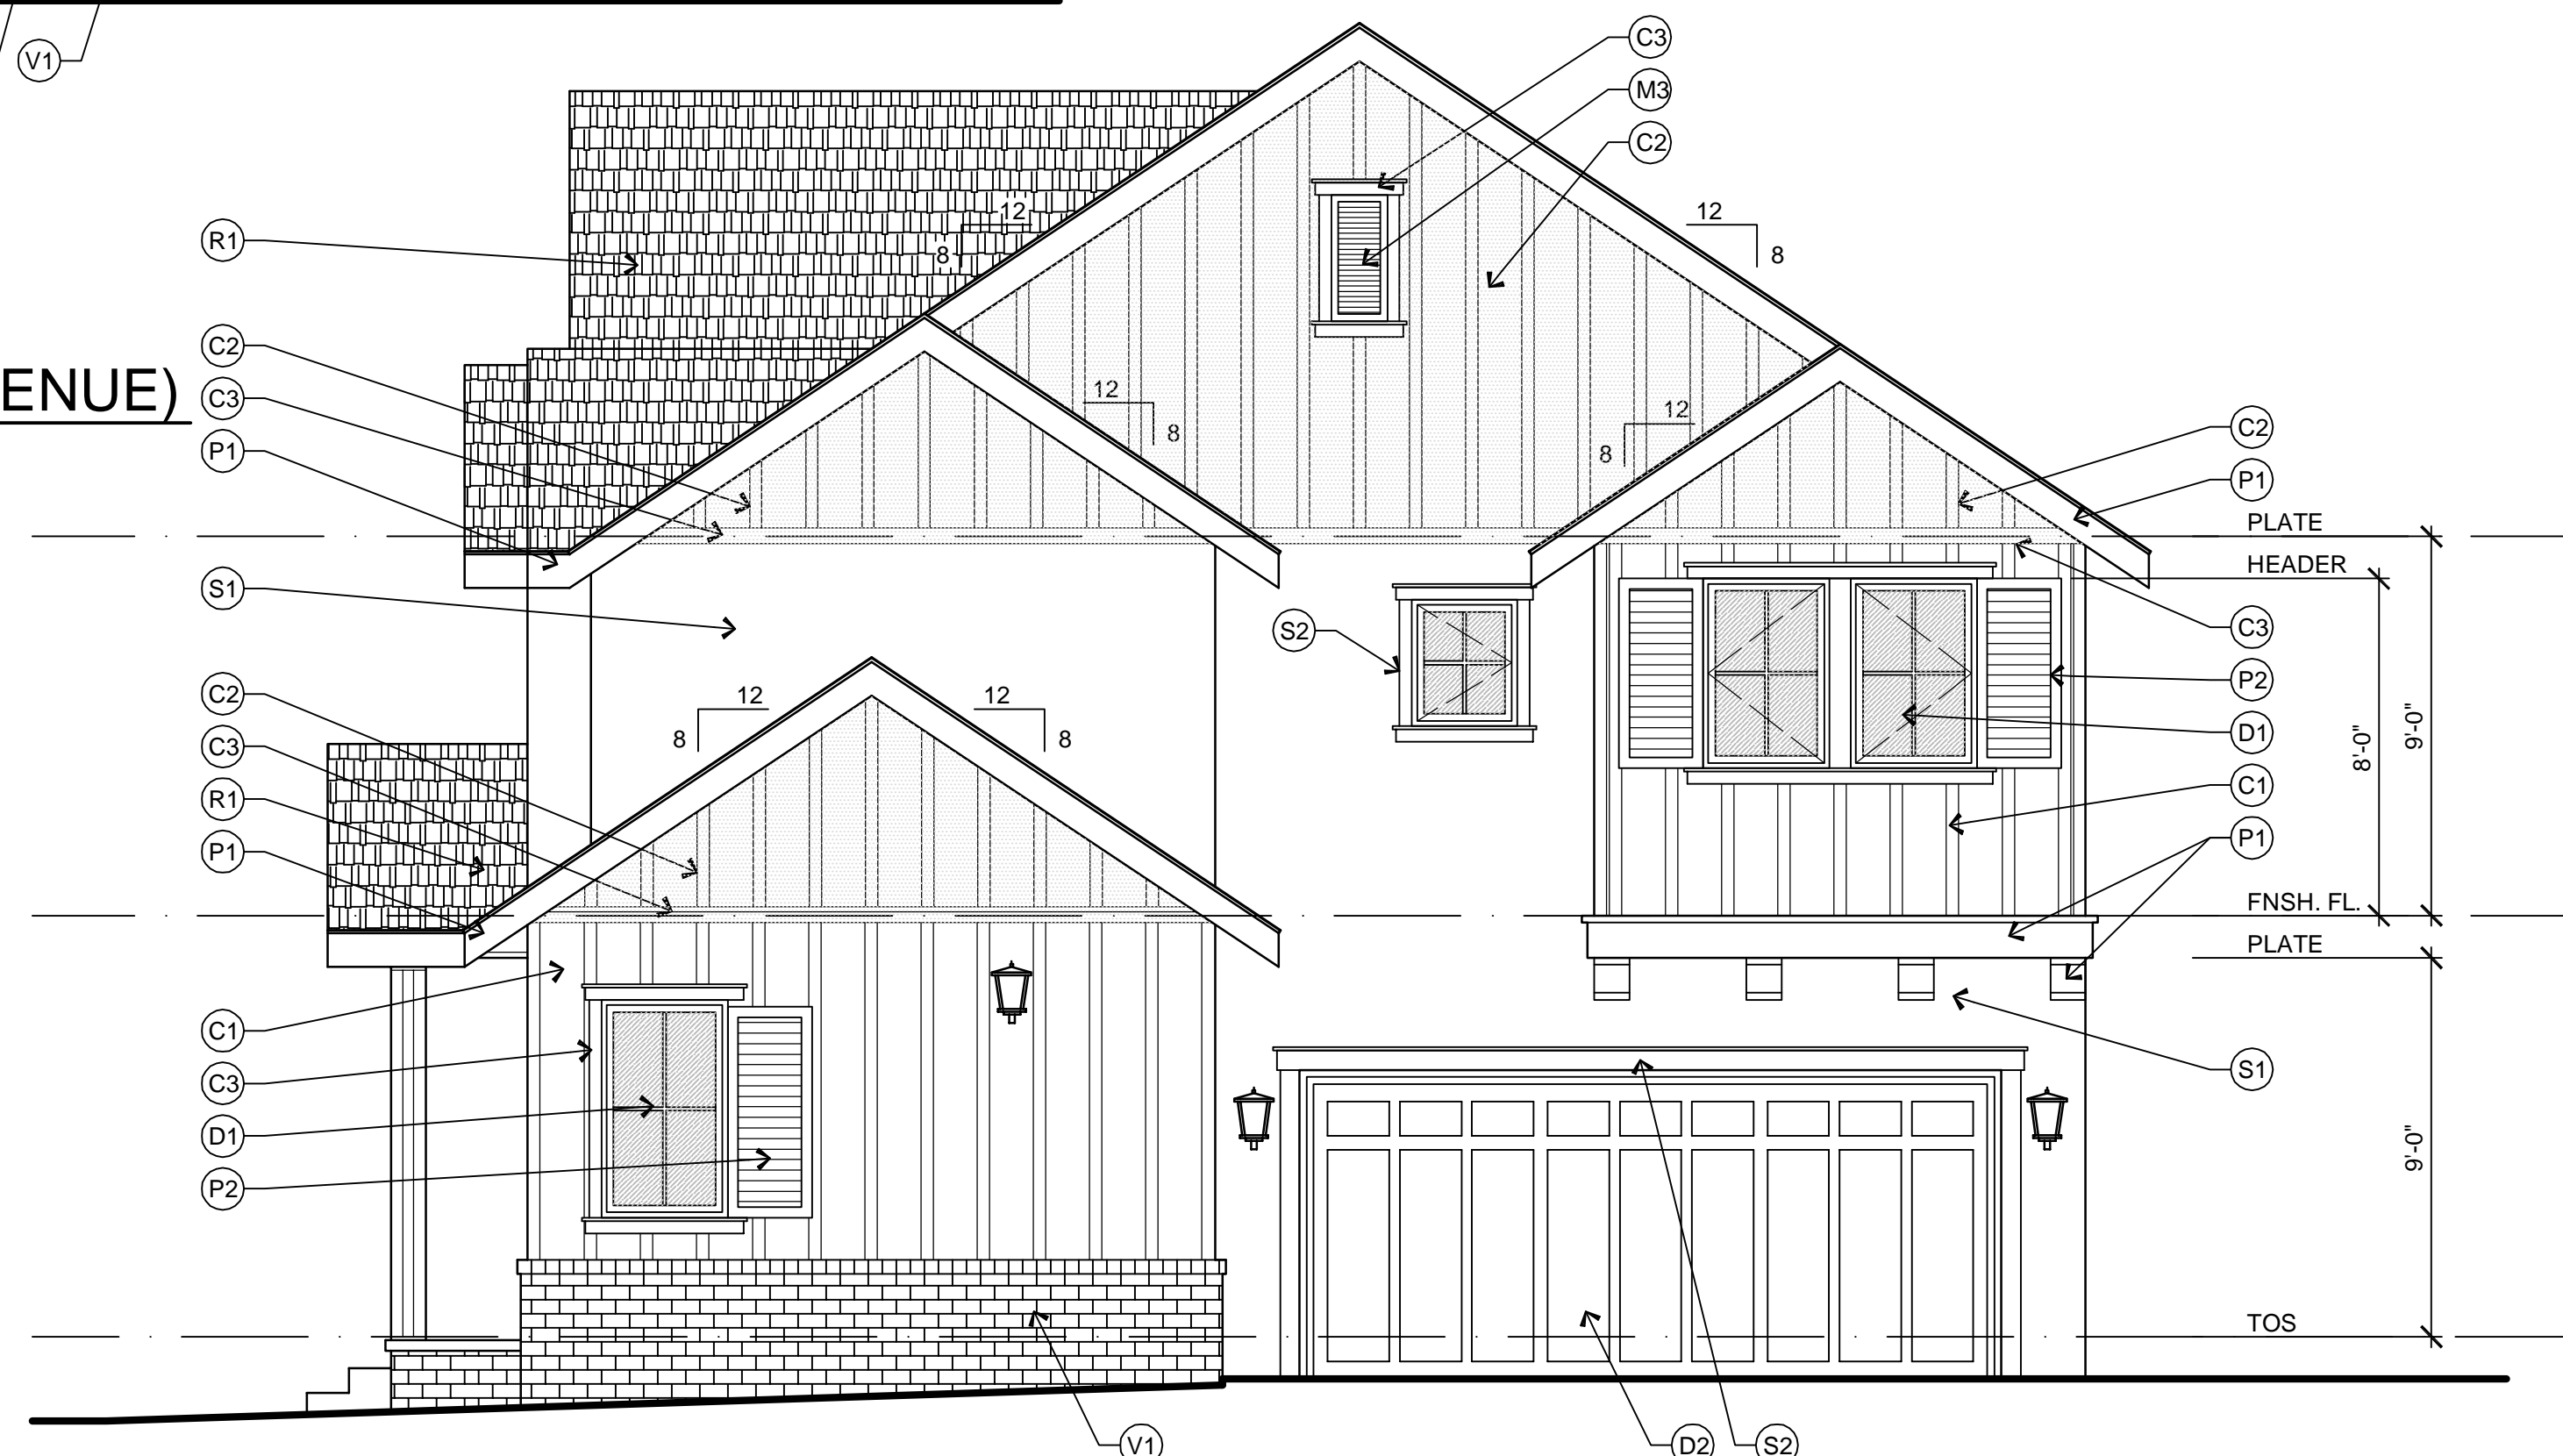 V1
C3
M3
C2
12
12
R1
8
8
C2
ENUE)
C3
12
12
C2
P1
8
8
P1
PLATE
HEADER
S1
S2
C3
C2
12
12
P2
8
8
D1
C3
8'-0"
9'-0"
R1
C1
P1
P1
FNSH. FL.
PLATE
C1
C3
S1
D1
9'-0"
P2
TOS
V1
D2
S2